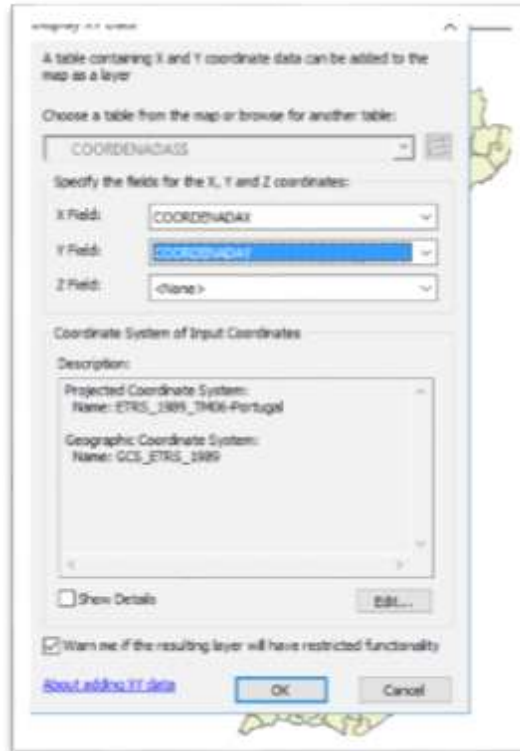 Display XY Data
A table containing X and Y coordinate data can be added to the
map as a layer
Choose a table from the map or browse for another table:
COORDENADASS
Specify the fields for the X, Y and Z coordinates:
X Field: COORDENADAX
Y Field: COORDENADAY
Z Field: <None>
Coordinate System of Input Coordinates
Description:
Projected Coordinate System:
Name: ETRS_1989_TM06-Portugal
Geographic Coordinate System:
Name: GCS_ETRS_1989
Show Details
Edit...
Warn me if the resulting layer will have restricted functionality
About adding XY data
OK
Cancel